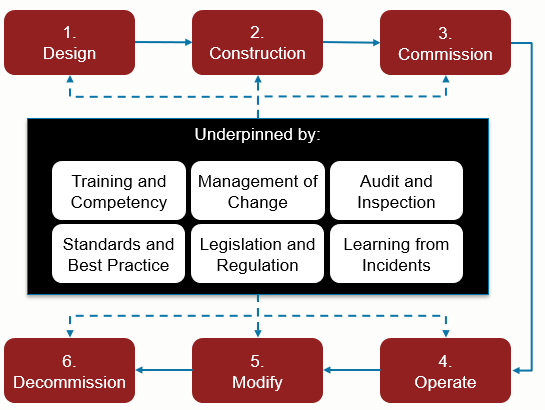 1.
Design
2.
Construction
3.
Commission
Underpinned by:
Training and
Competency
Management of
Change
Audit and
Inspection
Standards and
Best Practice
Legislation and
Regulation
Learning from
Incidents
6.
Decommission
5.
Modify
4.
Operate